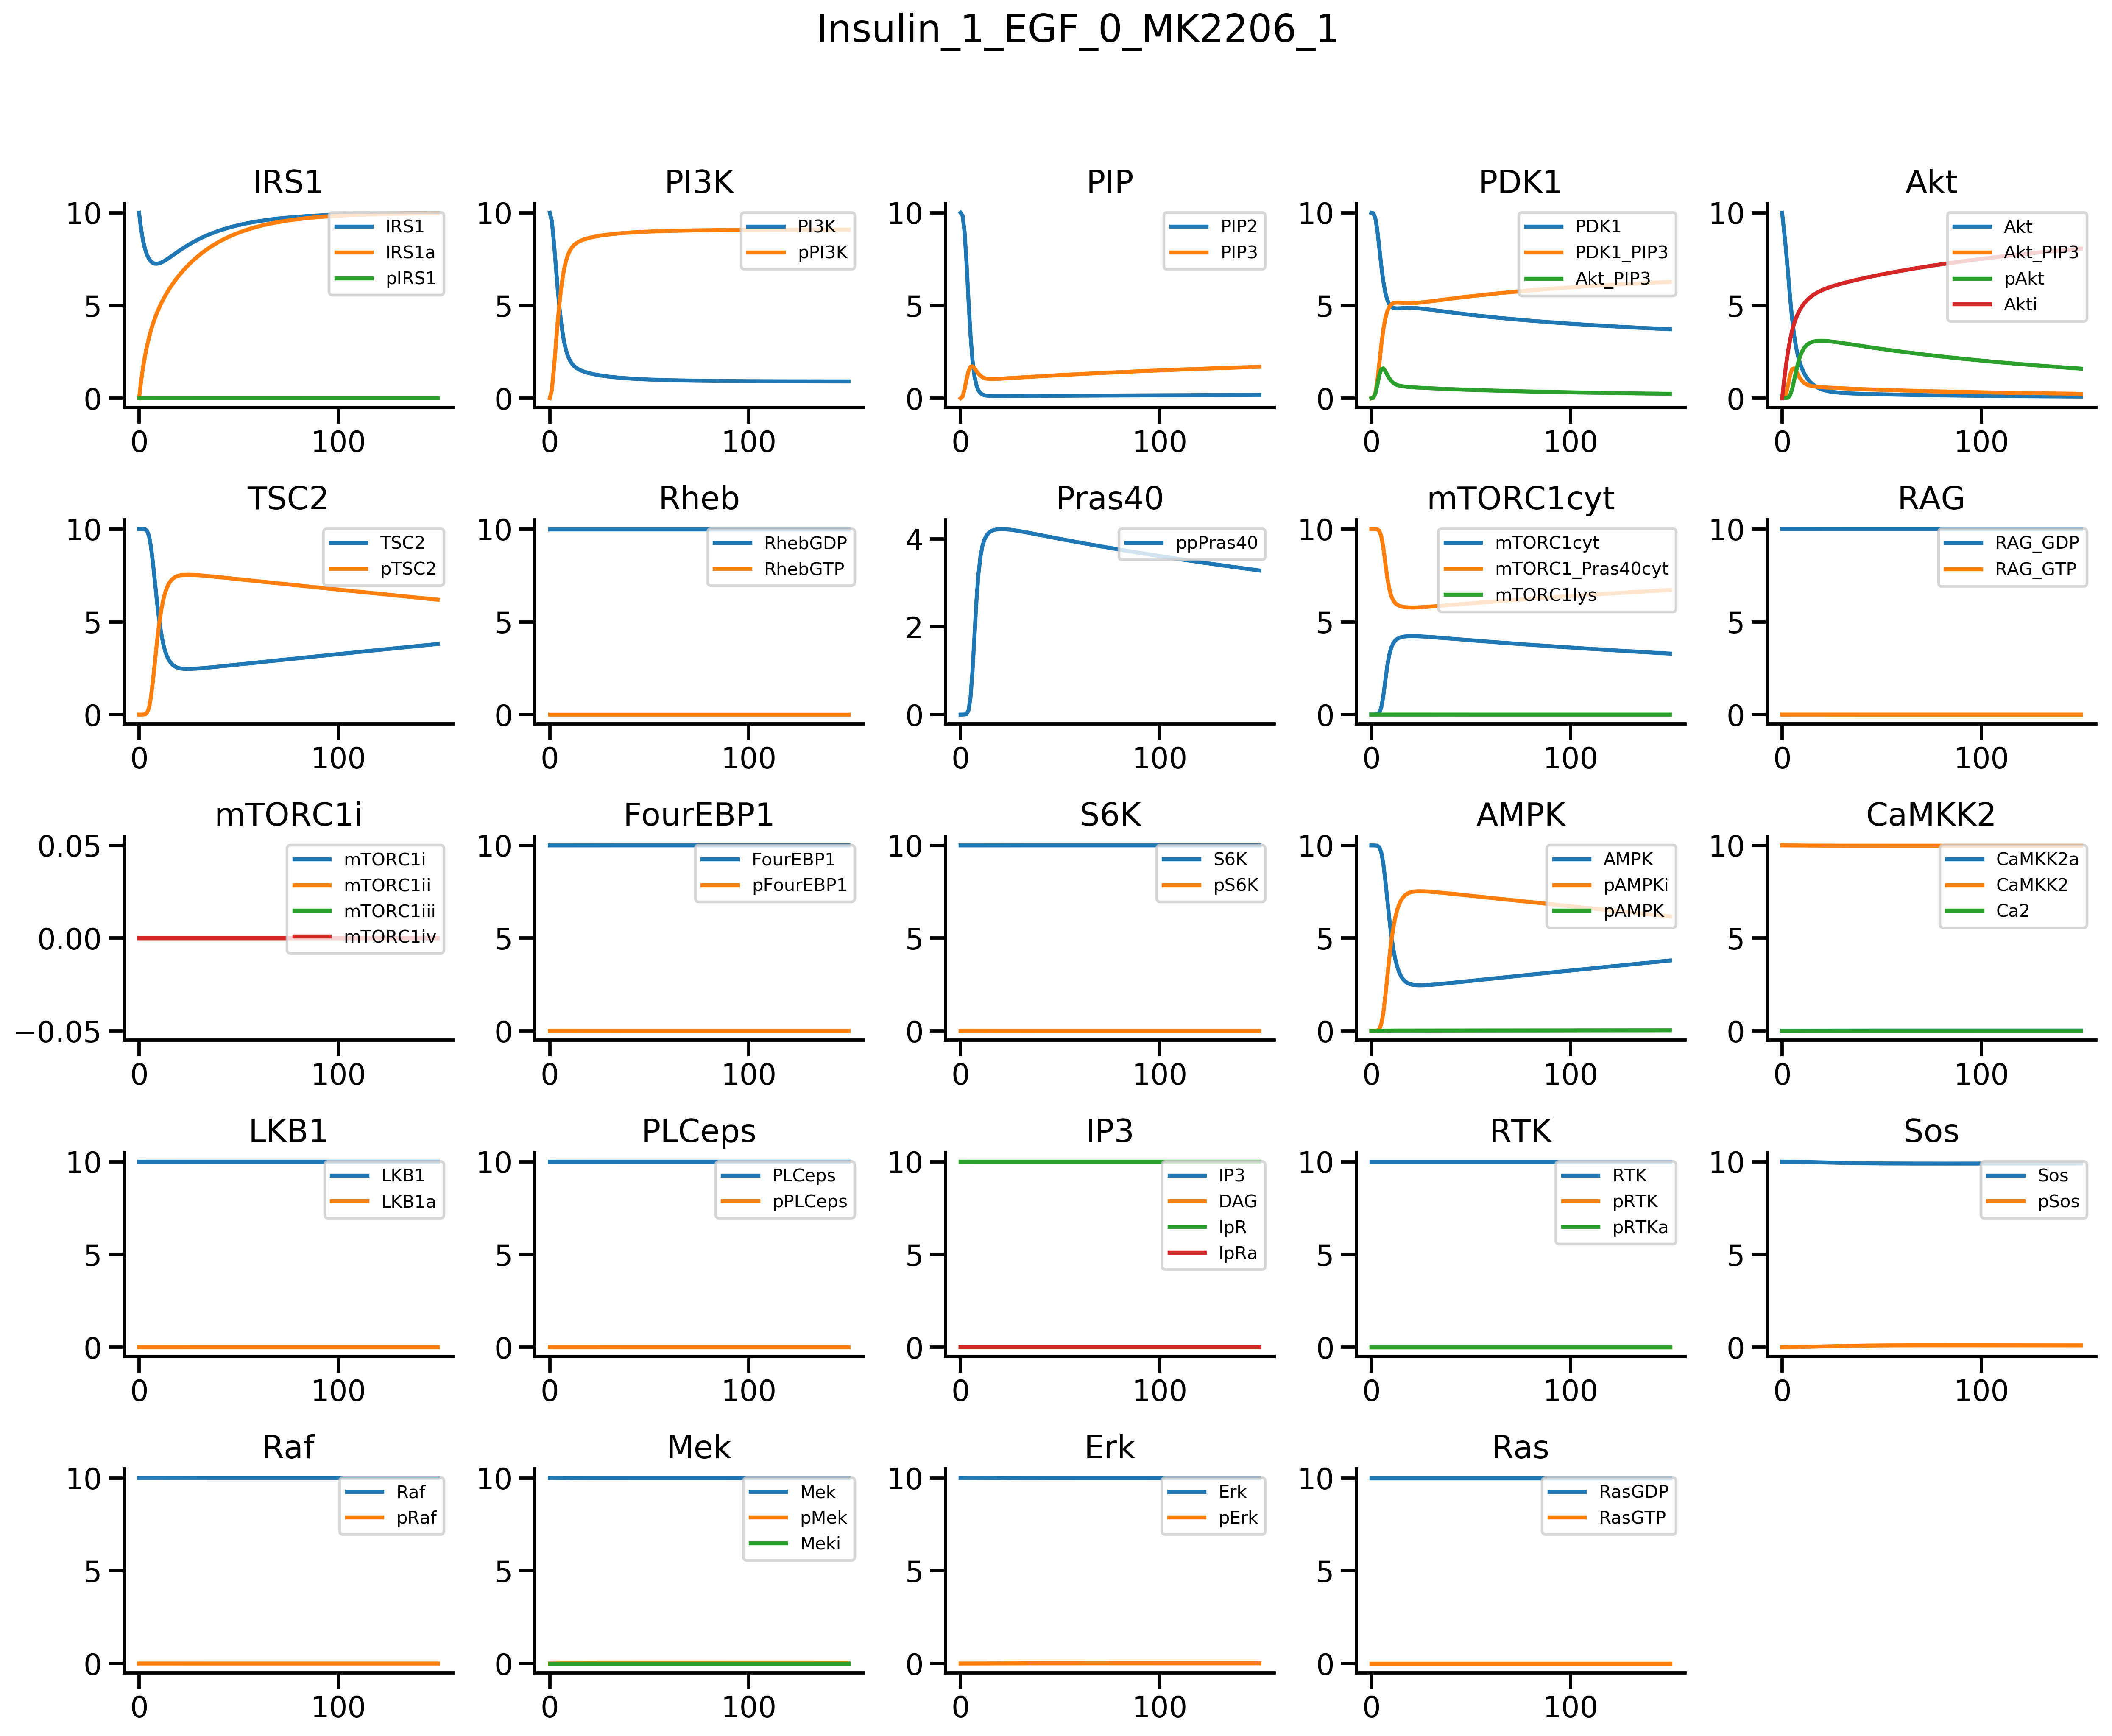 Insulin_1_EGF_0_MK2206_1
IRS1
10
5
0
0
100
IRS1
IRS1a
pIRS1
PI3K
10
5
0
0
100
PI3K
pPI3K
PIP
10
5
0
0
100
PIP2
PIP3
PDK1
10
5
0
0
100
PDK1
PDK1_PIP3
Akt_PIP3
Akt
10
5
0
0
100
Akt
Akt_PIP3
pAkt
Akti
TSC2
10
5
0
0
100
TSC2
pTSC2
Rheb
10
5
0
0
100
RhebGDP
RhebGTP
Pras40
4
2
0
0
100
ppPras40
mTORC1cyt
10
5
0
0
100
mTORC1cyt
mTORC1_Pras40cyt
mTORC1lys
RAG
10
5
0
0
100
RAG_GDP
RAG_GTP
mTORC1i
0.05
0.00
−0.05
0
100
mTORC1i
mTORC1ii
mTORC1iii
mTORC1iv
FourEBP1
10
5
0
0
100
FourEBP1
pFourEBP1
S6K
10
5
0
0
100
S6K
pS6K
AMPK
10
5
0
0
100
AMPK
pAMPKi
pAMPK
CaMKK2
10
5
0
0
100
CaMKK2a
CaMKK2
Ca2
LKB1
10
5
0
0
100
LKB1
LKB1a
PLCeps
10
5
0
0
100
PLCeps
pPLCeps
IP3
10
5
0
0
100
IP3
DAG
IpR
IpRa
RTK
10
5
0
0
100
RTK
pRTK
pRTKa
Sos
10
5
0
0
100
Sos
pSos
Raf
10
5
0
0
100
Raf
pRaf
Mek
10
5
0
0
100
Mek
pMek
Meki
Erk
10
5
0
0
100
Erk
pErk
Ras
10
5
0
0
100
RasGDP
RasGTP